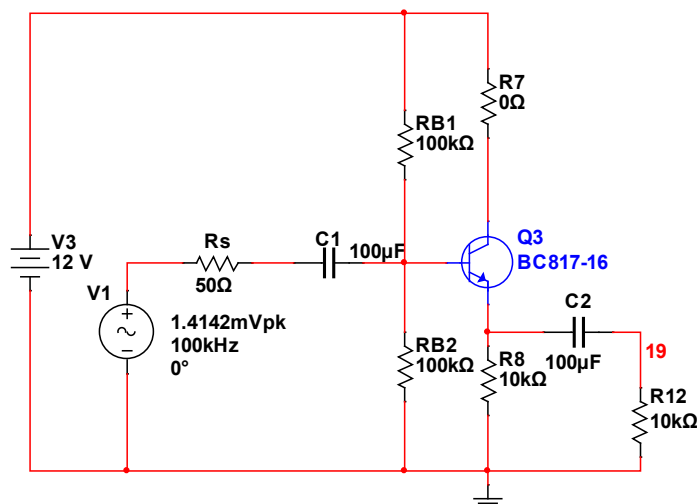 R7
0Ω
RB1
100kΩ
V3
12 V
Rs
50Ω
C1
100µF
Q3
BC817-16
V1
1.4142mVpk
100kHz
0°
RB2
100kΩ
R8
10kΩ
C2
100µF
19
R12
10kΩ